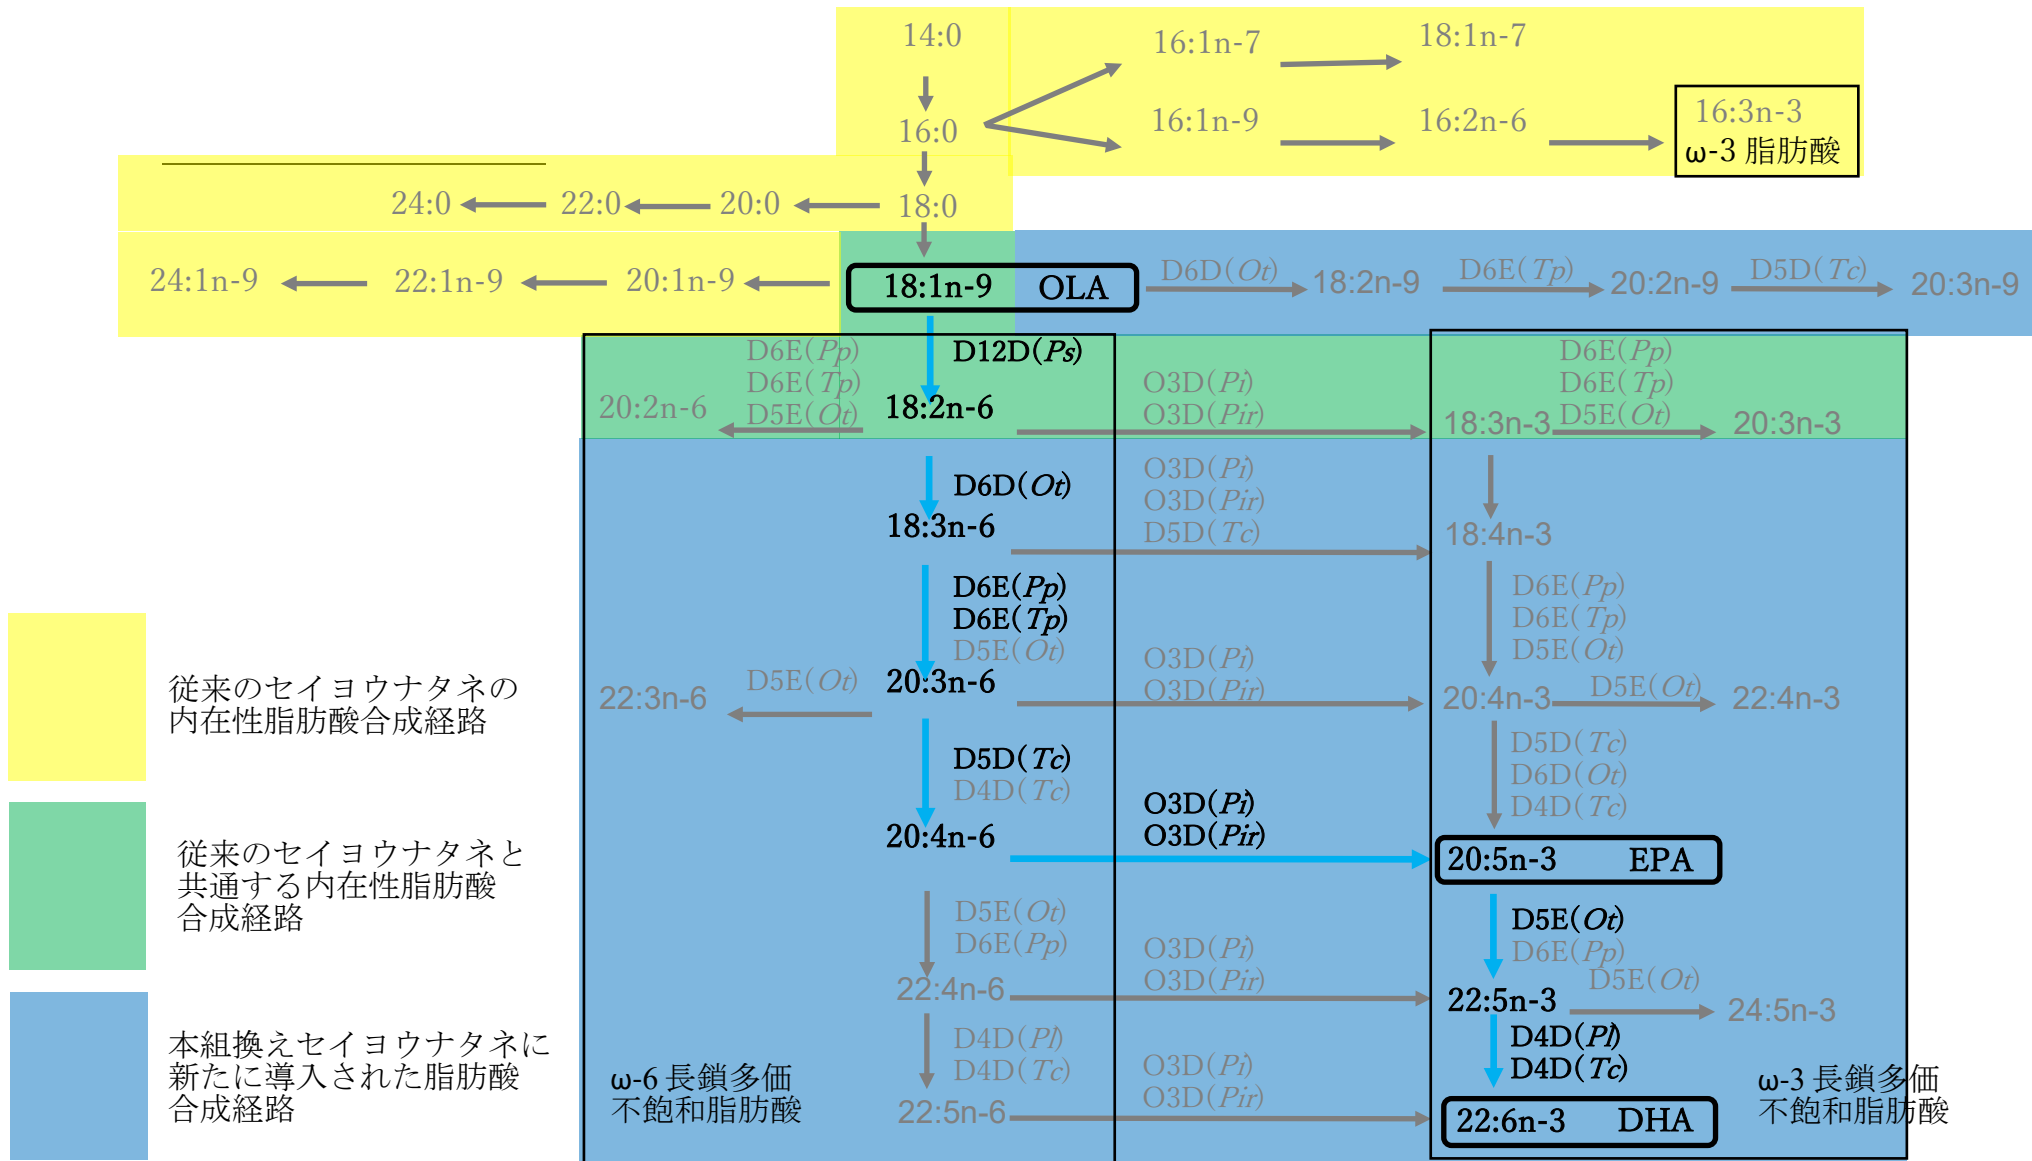 14:0
16:1n-7
18:1n-7
16:0
16:1n-9
16:2n-6
16:3n-3
ω-3 脂肪酸
24:0
22:0
20:0
18:0
24:1n-9
22:1n-9
20:1n-9
18:1n-9 OLA
D6D(Ot)
18:2n-9
D6E(Tp)
20:2n-9
D5D(Tc)
20:3n-9
D6E(Pp)
D6E(Tp)
D5E(Ot)
D12D(Ps)
20:2n-6
18:2n-6
O3D(Pi)
O3D(Pir)
18:3n-3
D6E(Pp)
D6E(Tp)
D5E(Ot)
20:3n-3
D6D(Ot)
18:3n-6
O3D(Pi)
O3D(Pir)
D5D(Tc)
18:4n-3
D6E(Pp)
D6E(Tp)
D5E(Ot)
D6E(Pp)
D6E(Tp)
D5E(Ot)
22:3n-6
D5E(Ot)
20:3n-6
O3D(Pi)
O3D(Pir)
20:4n-3
D5E(Ot)
22:4n-3
D5D(Tc)
D4D(Tc)
D5D(Tc)
D6D(Ot)
D4D(Tc)
20:4n-6
O3D(Pi)
O3D(Pir)
20:5n-3 EPA
D5E(Ot)
D6E(Pp)
D5E(Ot)
D6E(Pp)
22:4n-6
O3D(Pi)
O3D(Pir)
22:5n-3
D5E(Ot)
24:5n-3
D4D(Pl)
D4D(Tc)
D4D(Pl)
D4D(Tc)
22:5n-6
O3D(Pi)
O3D(Pir)
22:6n-3 DHA
ω-6 長鎖多価
不飽和脂肪酸
ω-3 長鎖多価
不飽和脂肪酸
従来のセイヨウナタネの
内在性脂肪酸合成経路
従来のセイヨウナタネと
共通する内在性脂肪酸
合成経路
本組換えセイヨウナタネに
新たに導入された脂肪酸
合成経路